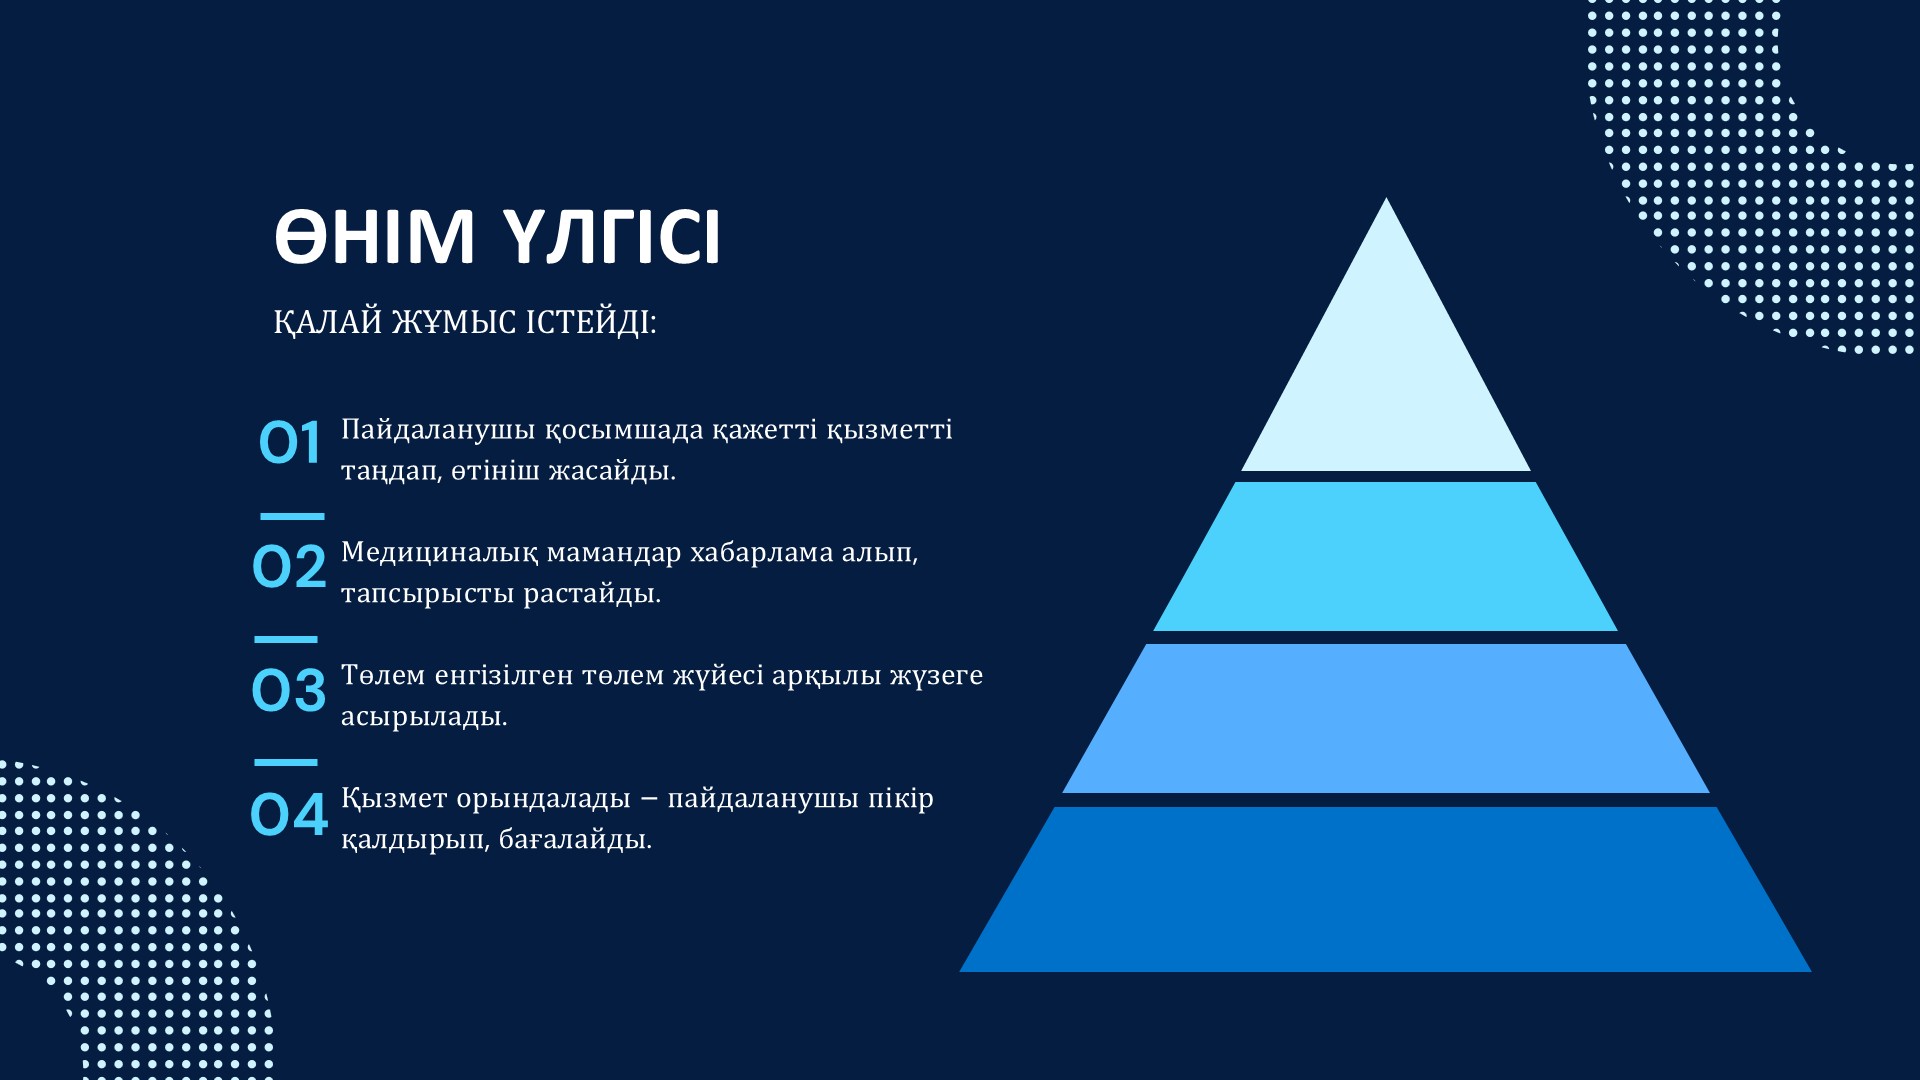 ӨНІМ ҮЛГІСІ
ҚАЛАЙ ЖҰМЫС ІСТЕЙДІ:
01 Пайдаланушы қосымшада қажетті қызметті
таңдап, өтініш жасайды.
02 Медициналық мамандар хабарлама алып,
тапсырысты растайды.
03 Төлем енгізілген төлем жүйесі арқылы жүзеге
асырылады.
04 Қызмет орындалады – пайдаланушы пікір
қалдырып, бағалайды.